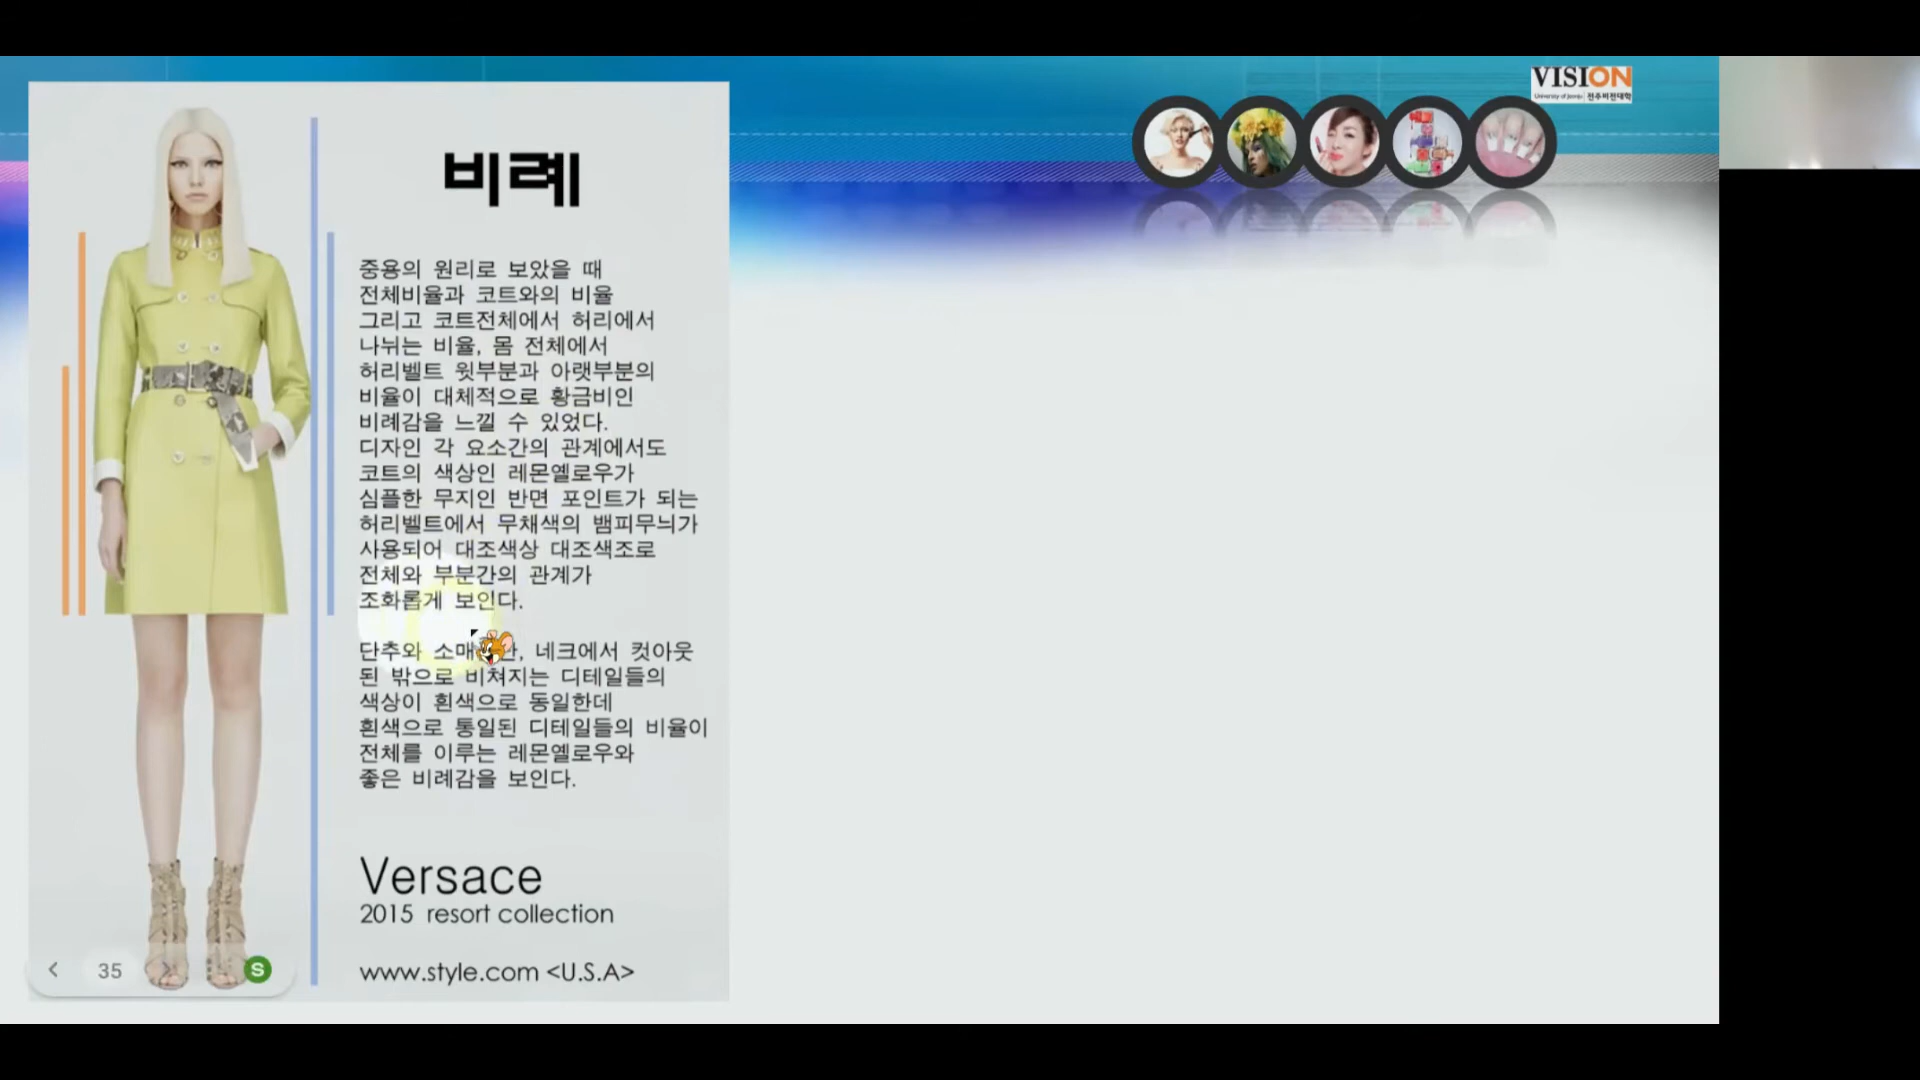 VISION
University of Jeonju 전주비전대학
비례
중용의 원리로 보았을 때
전체비율과 코트와의 비율
그리고 코트전체에서 허리에서
나뉘는 비율, 몸 전체에서
허리벨트 윗부분과 아랫부분의
비율이 대체적으로 황금비인
비례감을 느낄 수 있었다.
디자인 각 요소간의 관계에서도
코트의 색상인 레몬옐로우가
심플한 무지인 반면 포인트가 되는
허리벨트에서 무채색의 뱀피무늬가
사용되어 대조색상 대조색조로
전체와 부분간의 관계가
조화롭게 보인다.
단추와 소매 , 네크에서 컷아웃
된 밖으로 비쳐지는 디테일들의
색상이 흰색으로 동일한데
흰색으로 통일된 디테일들의 비율이
전체를 이루는 레몬옐로우와
좋은 비례감을 보인다.
Versace
2015 resort collection
www.style.com <U.S.A>
35
S